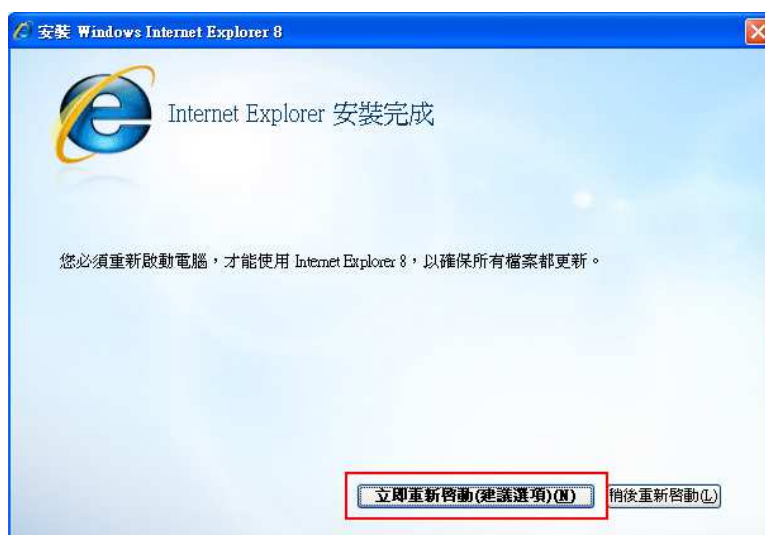 安裝 Windows Internet Explorer 8
Internet Explorer 安裝完成
您必須重新啟動電腦，才能使用 Internet Explorer 8，以確保所有檔案都更新。
立即重新啓動(建議選項)(N) 稍後重新啓動(L)